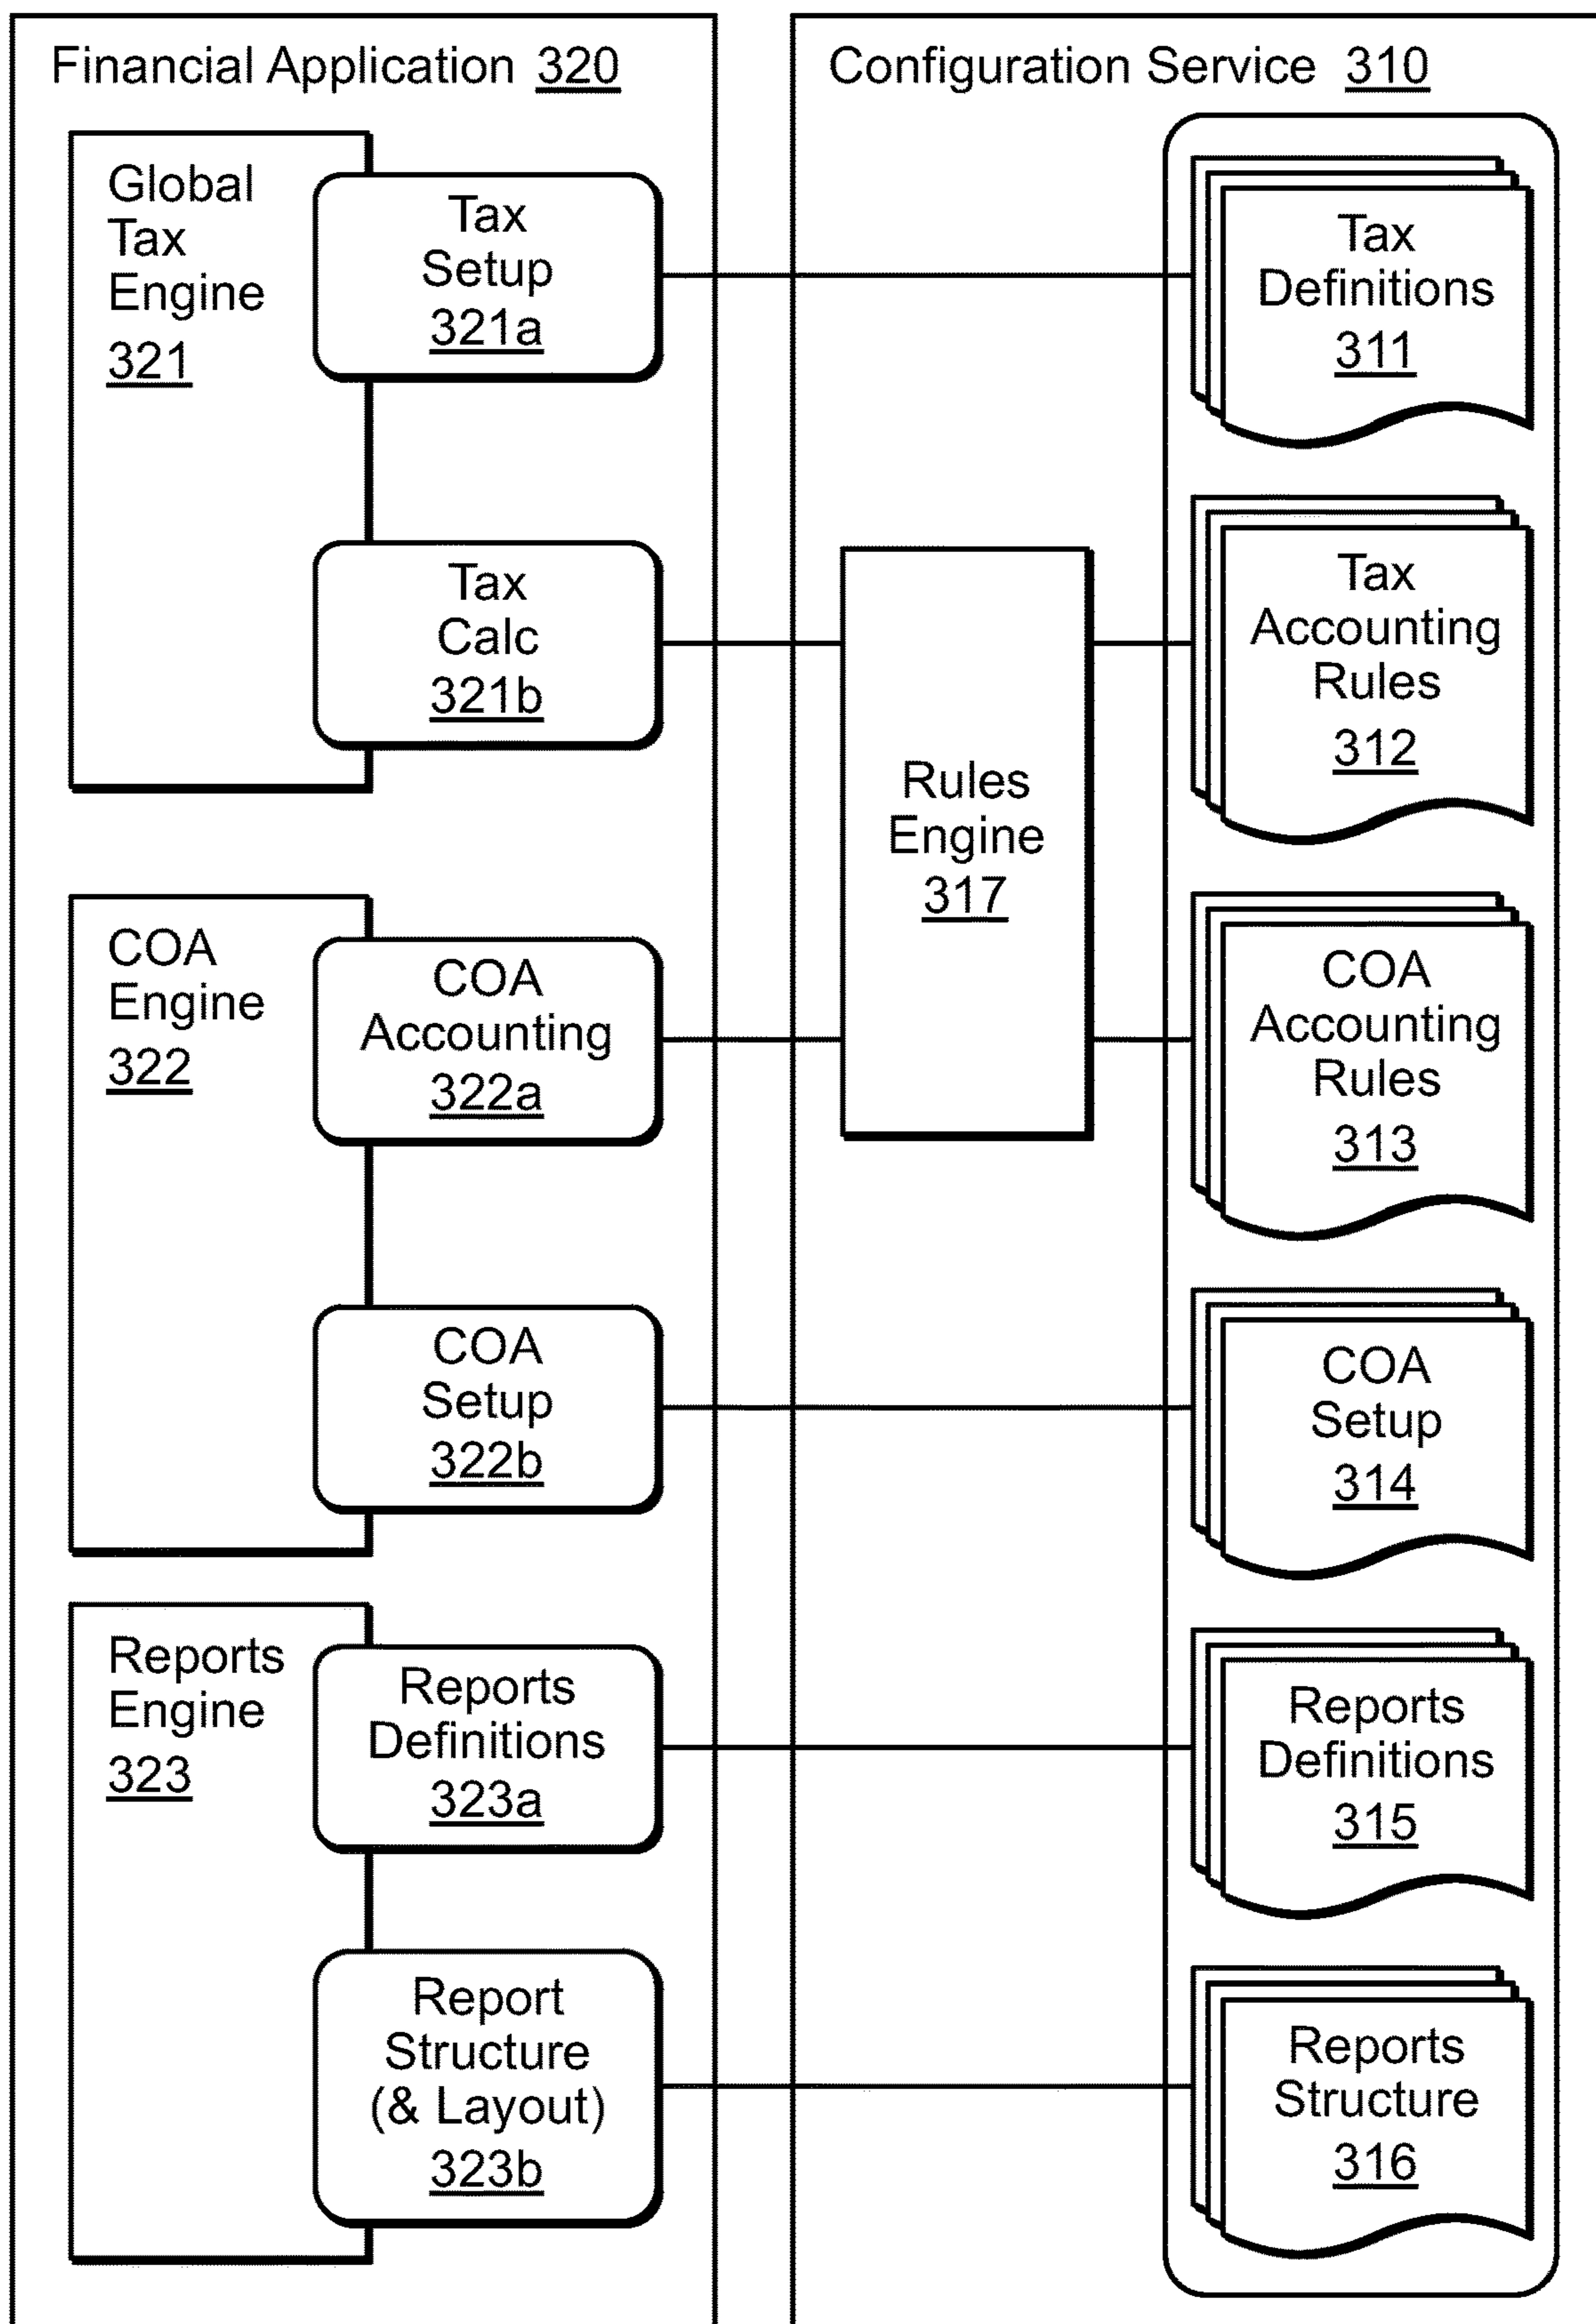 Financial Application 320
Global
Tax
Engine
321
Tax
Setup
321a
Tax
Calc
321b
COA
Engine
322
COA
Accounting
322a
COA
Setup
322b
Reports
Engine
323
Reports
Definitions
323a
Report
Structure
(& Layout)
323b
Configuration Service 310
Rules
Engine
317
Tax
Definitions
311
Tax
Accounting
Rules
312
COA
Accounting
Rules
313
COA
Setup
314
Reports
Definitions
315
Reports
Structure
316